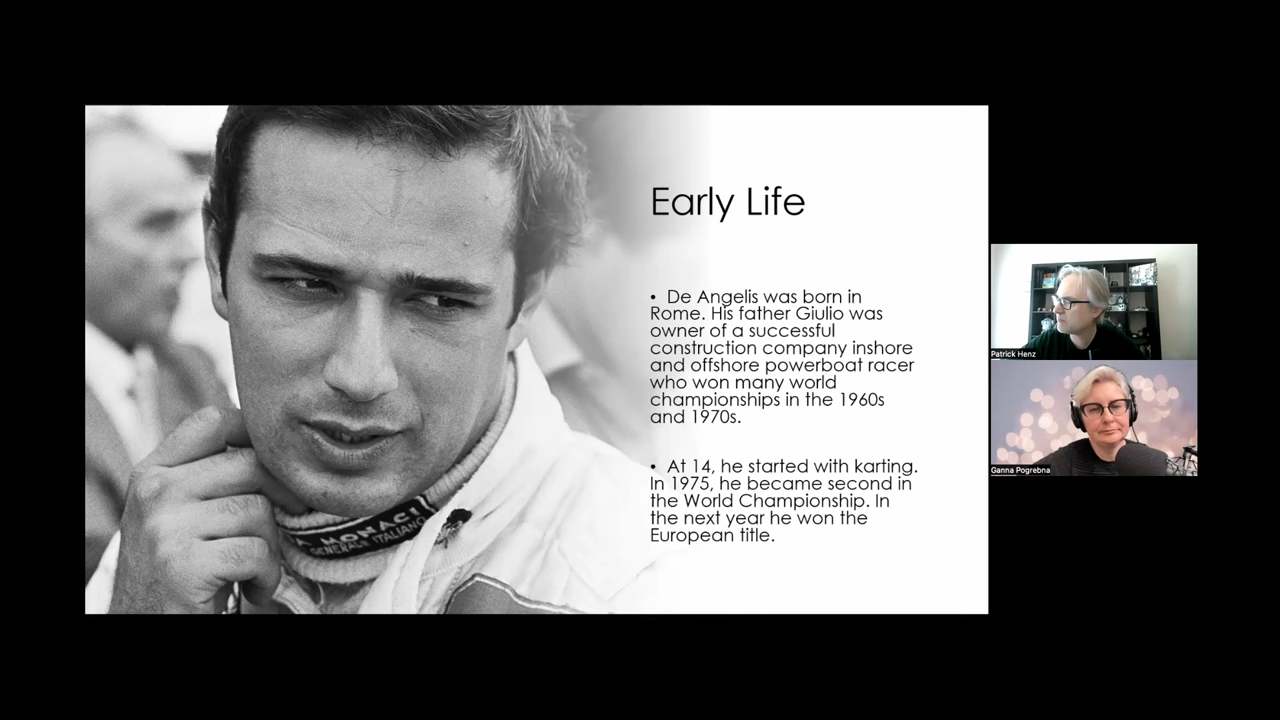 Early Life
• De Angelis was born in
Rome. His father Giulio was
owner of a successful
construction company inshore
and offshore powerboat racer
who won many world
championships in the 1960s
and 1970s.
• At 14, he started with karting.
In 1975, he became second in
the World Championship. In
the next year he won the
European title.
MONACI
GENERALE ITALIANO
Patrick Henz
Ganna Pogrebna